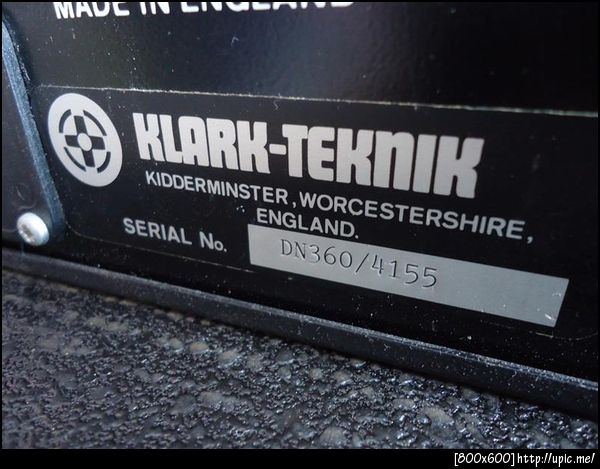 MADE IN ENGLAND
KLARK-TEKNIK
KIDDERMINSTER, WORCESTERSHIRE,
ENGLAND.
SERIAL No. DN360/4155
[800x600]http://upic.me/